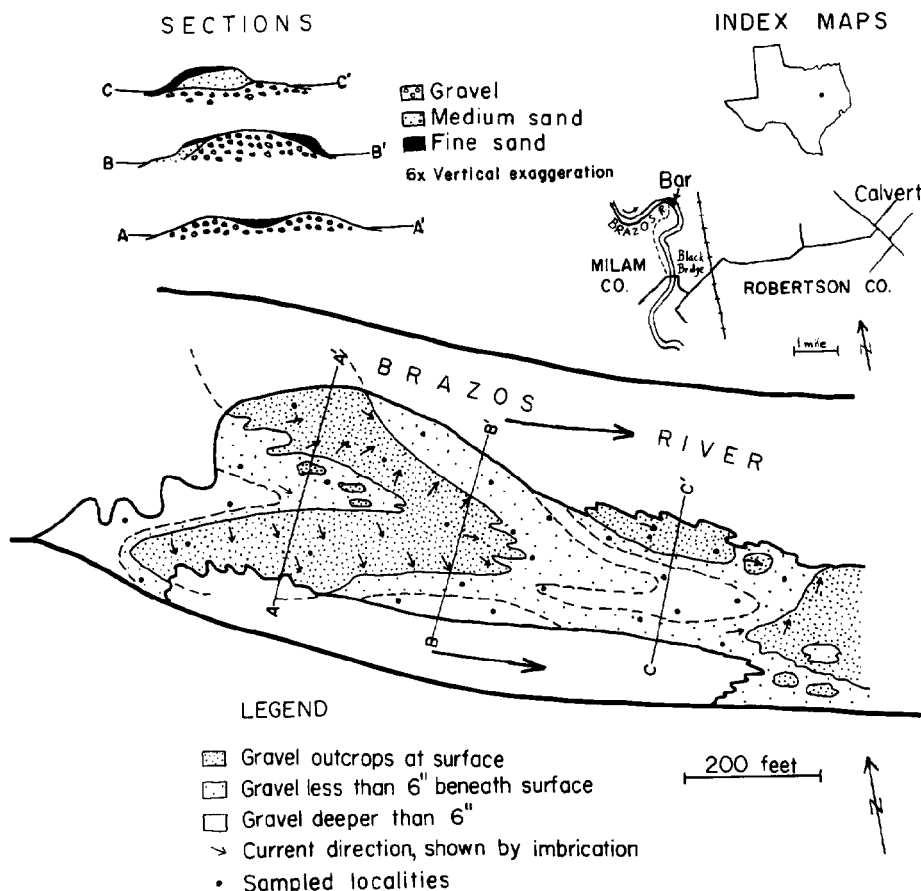 SECTIONS
C C'
Gravel
Medium sand
Fine sand
B B'
6x Vertical exaggeration
A A'
INDEX MAPS
Bar
Calvert
BRAZOS R.
MILAM
CO.
Black
Bridge
ROBERTSON CO.
1 mile
N
A'
BRAZOS
B'
RIVER
C'
A
B
C
LEGEND
Gravel outcrops at surface
Gravel less than 6" beneath surface
Gravel deeper than 6"
Current direction, shown by imbrication
Sampled localities
200 feet
N